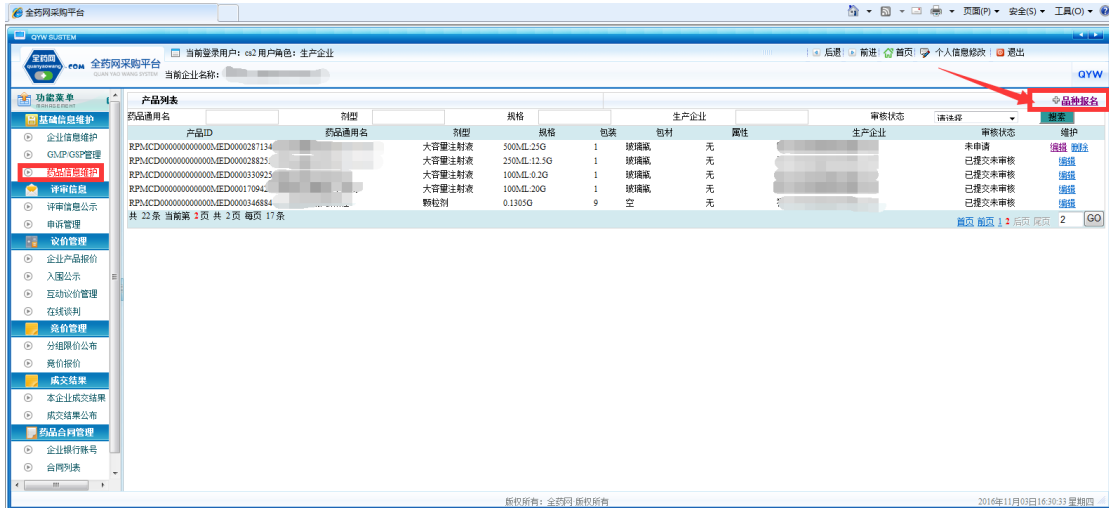 全药网采购平台
页面(P) 安全(S) 工具(O)
QYW SUSTEM
全药网 quanyaowang .COM 全药网采购平台
QUAN YAO WANG SYSTEM
当前登录用户：cs2 用户角色：生产企业
后退 前进 首页 个人信息修改 退出
当前企业名称：
QYW
功能菜单
基础信息维护
企业信息维护
GMP/GSP管理
药品信息维护
评审信息
评审信息公示
申诉管理
议价管理
企业产品报价
入围公示
互动议价管理
在线谈判
竞价管理
分组限价公布
竞价报价
成交结果
本企业成交结果
成交结果公布
药品合同管理
企业银行账号
合同列表
产品列表 品种报名
药品通用名 剂型 规格 生产企业 审核状态 请选择 搜索
产品ID 药品通用名 剂型 规格 包装 包材 属性 生产企业 审核状态 维护
RPMCD000000000000MED0000287134 大容量注射液 500ML:25G 1 玻璃瓶 无 未申请 编辑 删除
RPMCD000000000000MED000028825 大容量注射液 250ML:12.5G 1 玻璃瓶 无 已提交未审核 编辑
RPMCD000000000000MED0000330925 大容量注射液 100ML:0.2G 1 玻璃瓶 无 已提交未审核 编辑
RPMCD000000000000MED000017094 大容量注射液 100ML:20G 1 玻璃瓶 无 已提交未审核 编辑
RPMCD000000000000MED0000346884 颗粒剂 0.1305G 9 空 无 已提交未审核 编辑
共 22条 当前第 2页 共 2页 每页 17条
首页 前页 1 2 后页 尾页 2 GO
版权所有：全药网 版权所有
2016年11月03日16:30:33 星期四